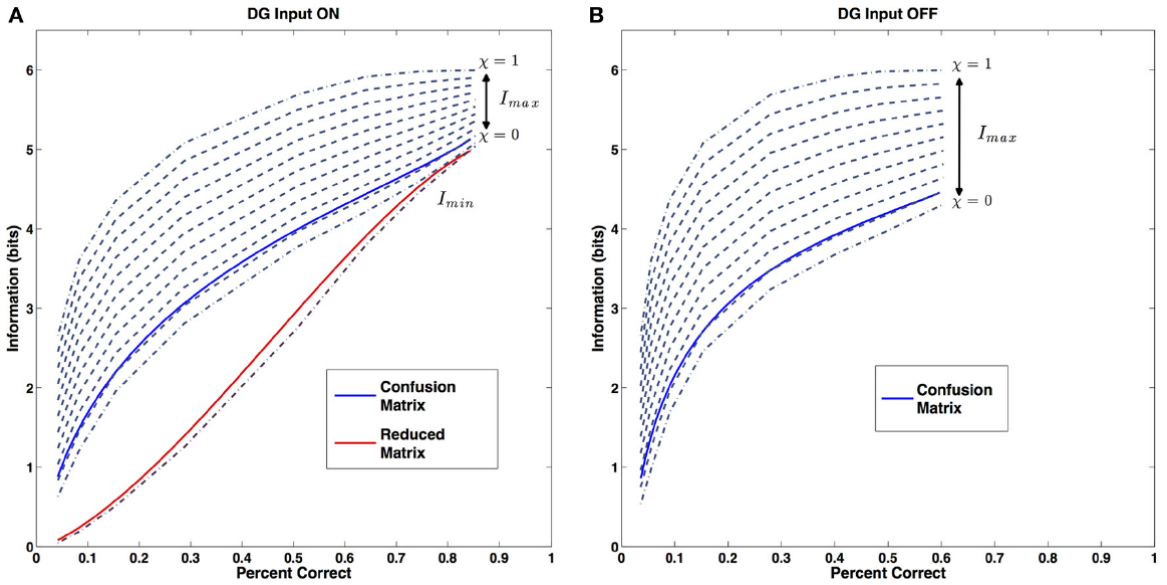 A
DG Input ON
6
5
4
3
2
1
0
Information (bits)
0
0.1
0.2
0.3
0.4
0.5
0.6
0.7
0.8
0.9
1
Percent Correct
χ = 1
I_max
χ = 0
I_min
Confusion
Matrix
Reduced
Matrix
B
DG Input OFF
6
5
4
3
2
1
0
Information (bits)
0
0.1
0.2
0.3
0.4
0.5
0.6
0.7
0.8
0.9
1
Percent Correct
χ = 1
I_max
χ = 0
Confusion
Matrix